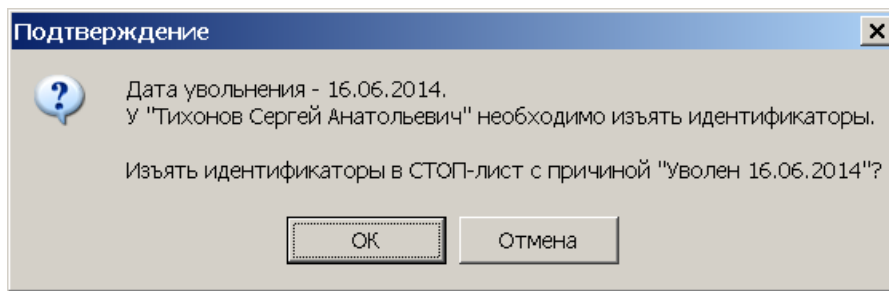 Подтверждение
Дата увольнения - 16.06.2014.
У "Тихонов Сергей Анатольевич" необходимо изъять идентификаторы.
Изъять идентификаторы в СТОП-лист с причиной "Уволен 16.06.2014"?
ОК
Отмена